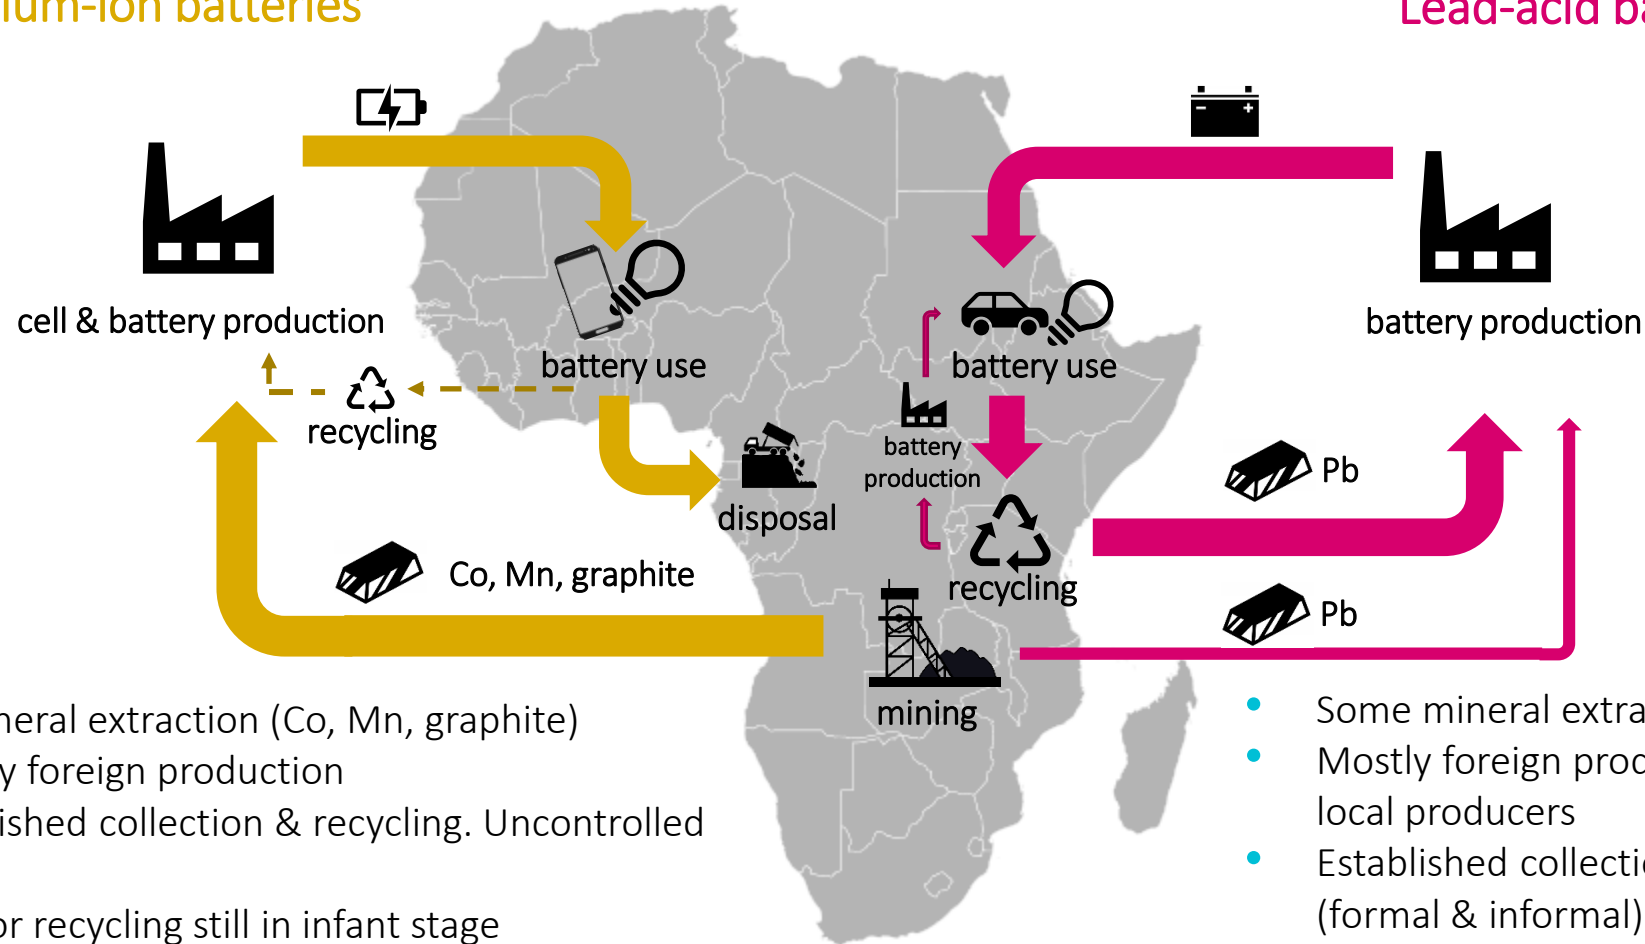 ium-ion batteries
Lead-acid ba
- +
cell & battery production
battery use
recycling
disposal
Co, Mn, graphite
battery production
battery use
battery
production
recycling
mining
Pb
Pb
neral extraction (Co, Mn, graphite)
y foreign production
ished collection & recycling. Uncontrolled
or recycling still in infant stage
• Some mineral extra
• Mostly foreign prod
local producers
• Established collectio
(formal & informal)